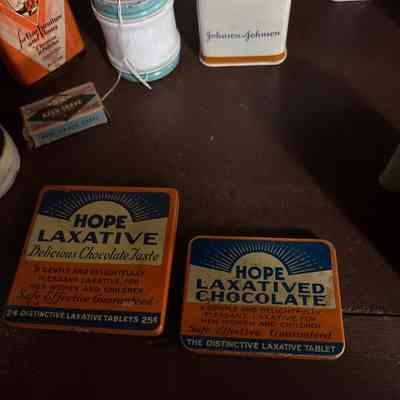 for Furniture
Johnson & Johnson
HOPE
LAXATIVE
Delicious Chocolate Taste
A GENTLE AND DELIGHTFULLY
PLEASANT LAXATIVE FOR
MEN WOMEN AND CHILDREN
Safe Effective Guaranteed
24 DISTINCTIVE LAXATIVE TABLETS 25¢
HOPE
LAXATIVED
CHOCOLATE
A GENTLE AND DELIGHTFULLY
PLEASANT LAXATIVE FOR
MEN WOMEN AND CHILDREN
Safe Effective Guaranteed
THE DISTINCTIVE LAXATIVE TABLET